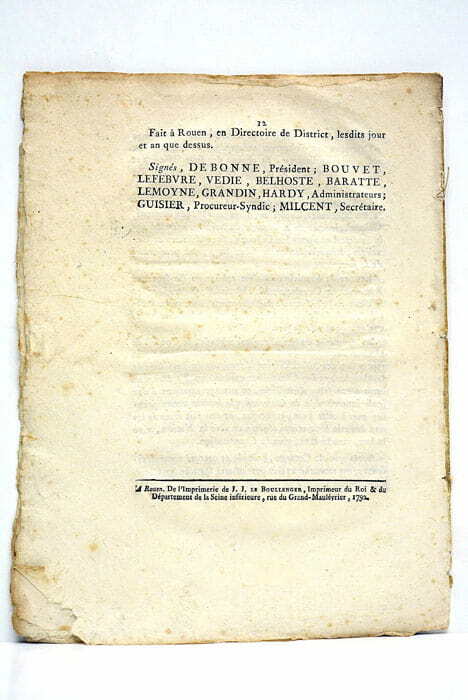 12
Fait à Rouen, en Directoire de District, lesdits jour
et an que dessus.
Signés, DEBONNE, Président; BOUVET,
LEFEBVRE, VEDIE, BELHOSTE, BARATTE,
LEMOYNE, GRANDIN, HARDY, Administrateurs;
GUISIER, Procureur-Syndic; MILCENT, Secrétaire.
A Rouen. De l'Imprimerie de J. J. LE BOULLENGER, Imprimeur du Roi & du
Département de la Seine inférieure, rue du Grand-Maulévrier, 1792.